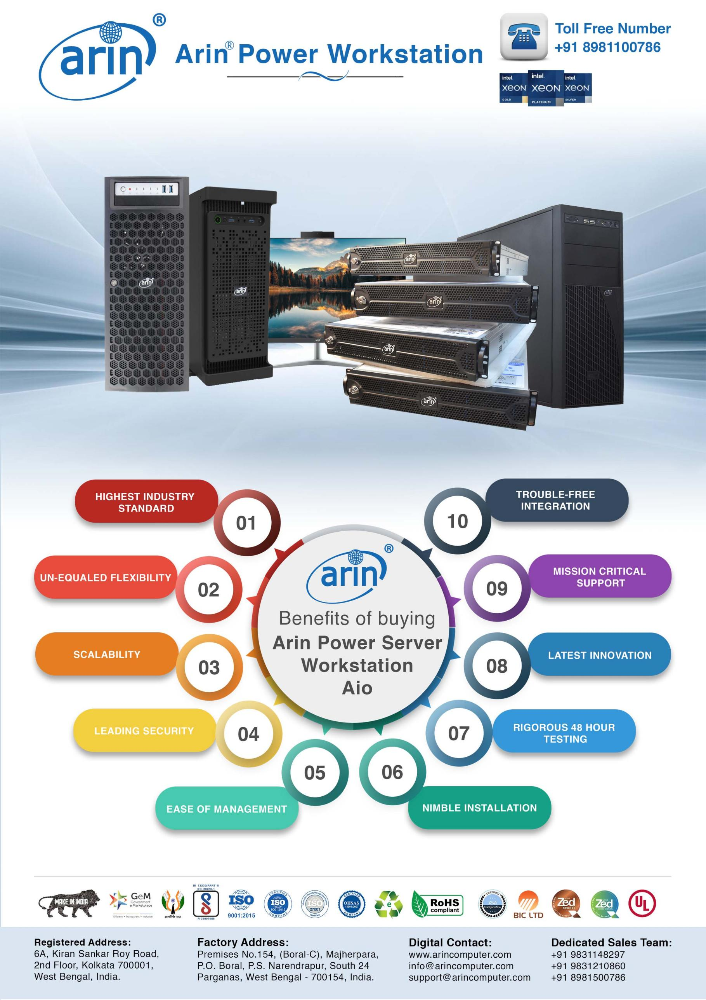 arin®
Arin® Power Workstation
Toll Free Number
+91 8981100786
intel. XEON GOLD
intel. XEON PLATINUM
intel. XEON SILVER
arin
arin
arin
arin
arin
arin
HIGHEST INDUSTRY
STANDARD
01
UN-EQUALED FLEXIBILITY
02
SCALABILITY
03
LEADING SECURITY
04
EASE OF MANAGEMENT
05
arin®
Benefits of buying
Arin Power Server
Workstation
Aio
06
NIMBLE INSTALLATION
07
RIGOROUS 48 HOUR
TESTING
08
LATEST INNOVATION
09
MISSION CRITICAL
SUPPORT
10
TROUBLE-FREE
INTEGRATION
MAKE IN INDIA
GeM
Government
e Marketplace
Efficient • Transparent • Inclusive
आत्मनिर्भर भारत
IS 13252(PART 1)
IEC 60950-1
R-51001988
ISO
9001:2015
CERTIFIED
ISO
9001:2015
COMPANY
ISO
27001
Certified
CERTIFIED
OHSAS
18001:2007
COMPANY
e
RoHS
compliant
CERTIFIED
QVA
Certification
BIC LTD
Zed
BRONZE
Zed
UL
Registered Address:
6A, Kiran Sankar Roy Road,
2nd Floor, Kolkata 700001,
West Bengal, India.
Factory Address:
Premises No.154, (Boral-C), Majherpara,
P.O. Boral, P.S. Narendrapur, South 24
Parganas, West Bengal - 700154, India.
Digital Contact:
www.arincomputer.com
info@arincomputer.com
support@arincomputer.com
Dedicated Sales Team:
+91 9831148297
+91 9831210860
+91 8981500786